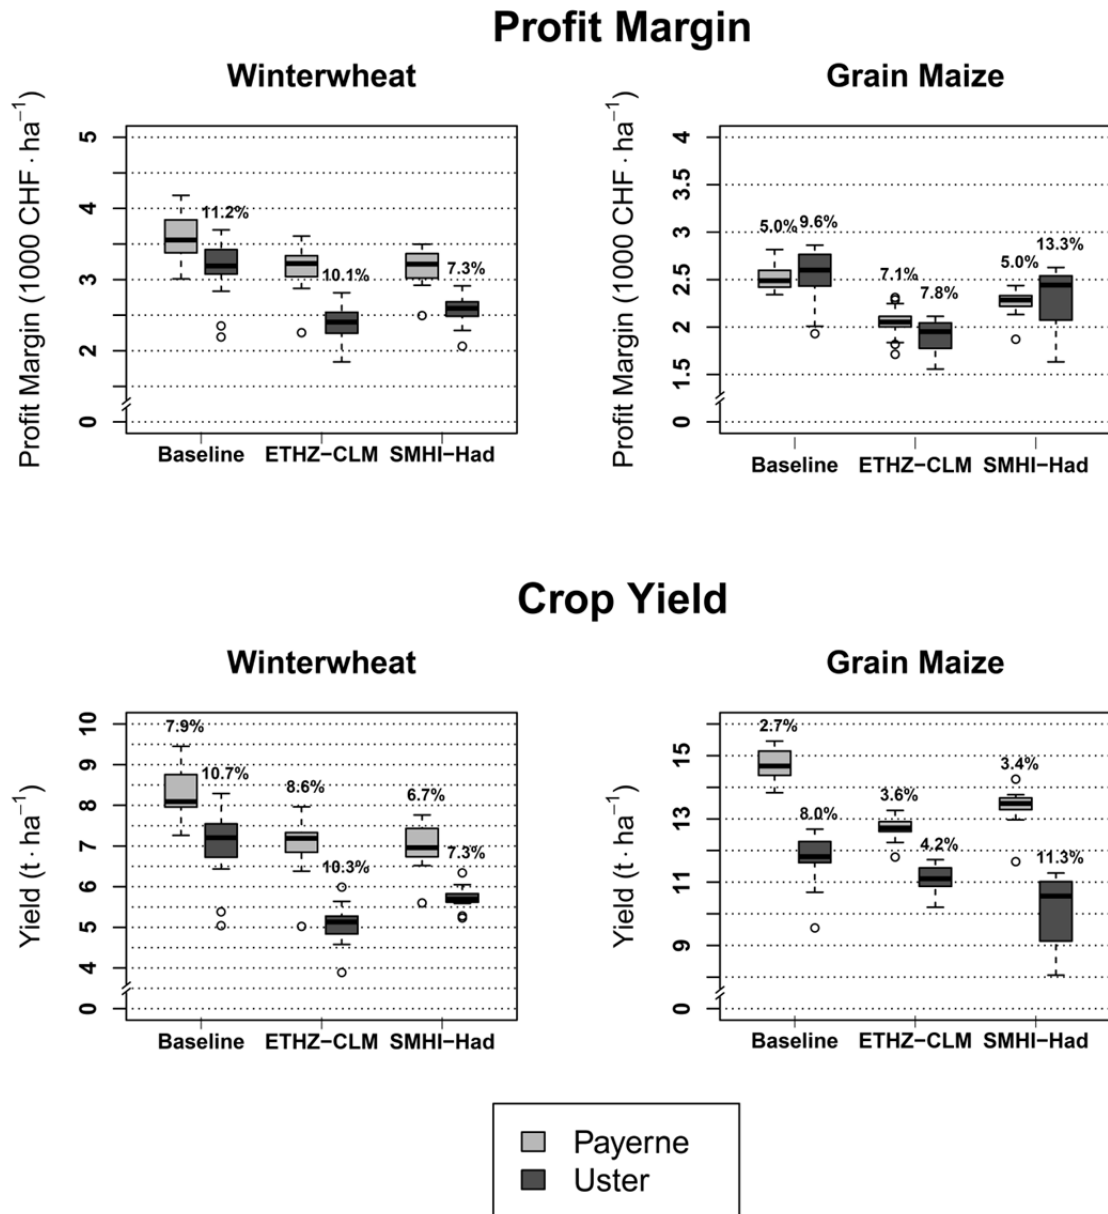 Profit Margin
Winterwheat
Grain Maize
Profit Margin (1000 CHF · ha⁻¹)
5
4
3
2
0
11.2%
10.1%
7.3%
Baseline
ETHZ−CLM
SMHI−Had
Profit Margin (1000 CHF · ha⁻¹)
4
3.5
3
2.5
2
1.5
0
5.0%
9.6%
7.1%
7.8%
5.0%
13.3%
Baseline
ETHZ−CLM
SMHI−Had
Crop Yield
Winterwheat
Grain Maize
Yield (t · ha⁻¹)
10
9
8
7
6
5
4
0
7.9%
10.7%
8.6%
10.3%
6.7%
7.3%
Baseline
ETHZ−CLM
SMHI−Had
Yield (t · ha⁻¹)
15
13
11
9
0
2.7%
8.0%
3.6%
4.2%
3.4%
11.3%
Baseline
ETHZ−CLM
SMHI−Had
Payerne
Uster